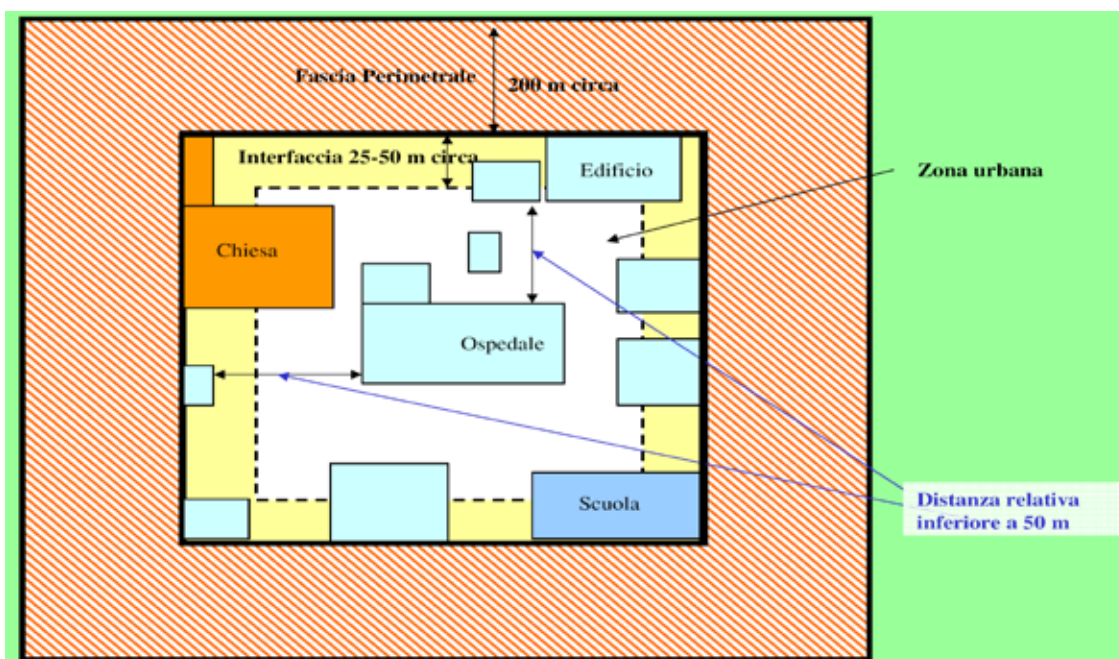 Fascia Perimetrale
200 m circa
Interfaccia 25-50 m circa
Edificio
Zona urbana
Chiesa
Ospedale
Scuola
Distanza relativa
inferiore a 50 m